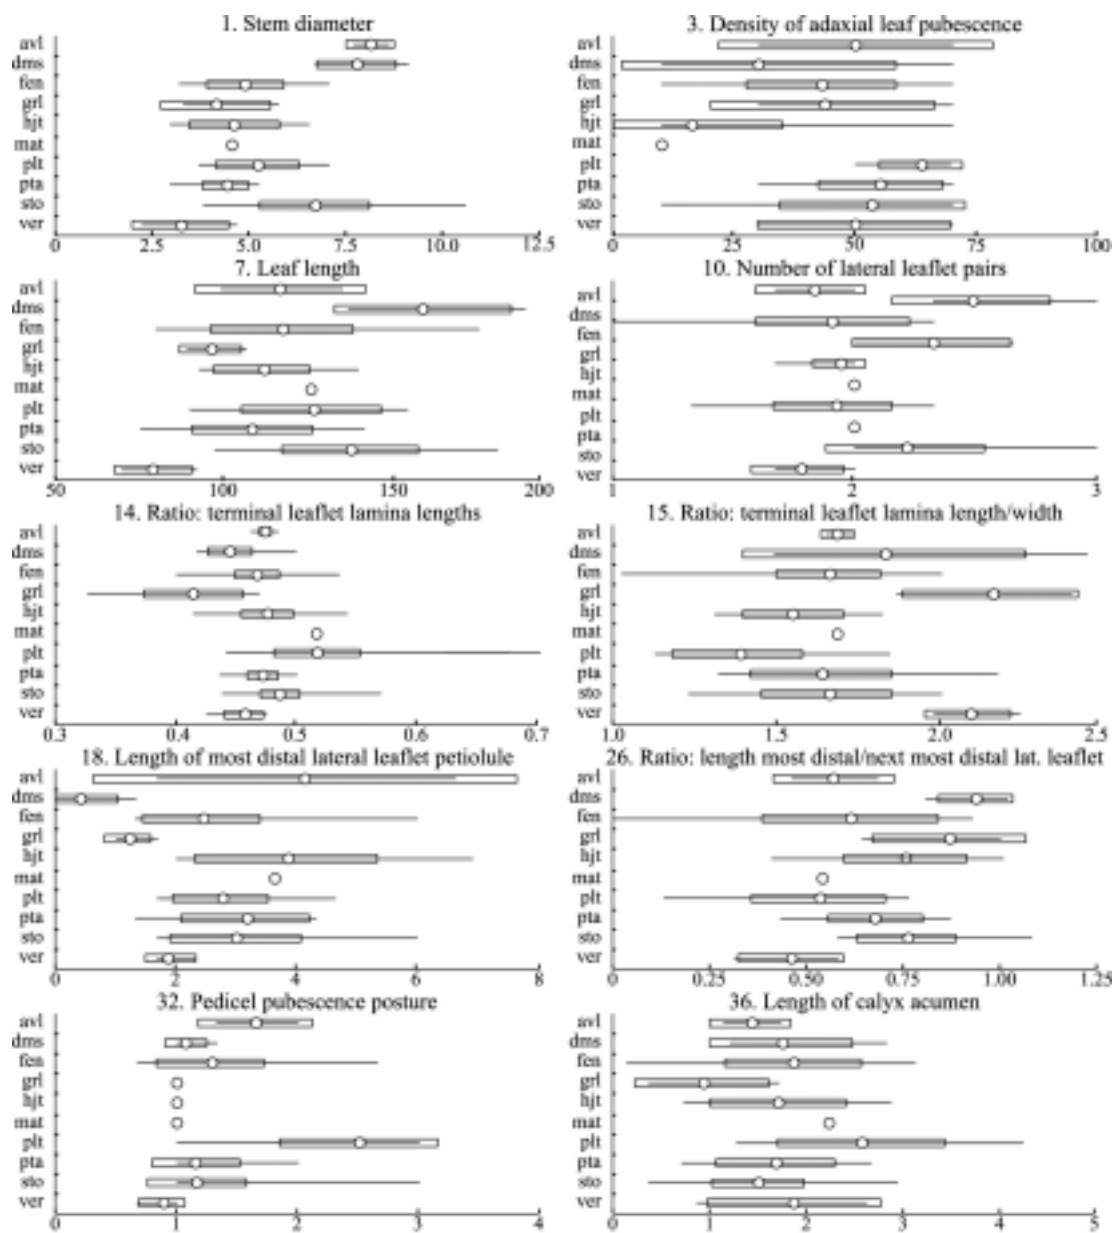 1. Stem diameter
avl
dms
fen
grl
hjt
mat
plt
pta
sto
ver
0 2.5 5.0 7.5 10.0 12.5
3. Density of adaxial leaf pubescence
avl
dms
fen
grl
hjt
mat
plt
pta
sto
ver
0 25 50 75 100
7. Leaf length
avl
dms
fen
grl
hjt
mat
plt
pta
sto
ver
50 100 150 200
10. Number of lateral leaflet pairs
avl
dms
fen
grl
hjt
mat
plt
pta
sto
ver
1 2 3
14. Ratio: terminal leaflet lamina lengths
avl
dms
fen
grl
hjt
mat
plt
pta
sto
ver
0.3 0.4 0.5 0.6 0.7
15. Ratio: terminal leaflet lamina length/width
avl
dms
fen
grl
hjt
mat
plt
pta
sto
ver
1.0 1.5 2.0 2.5
18. Length of most distal lateral leaflet petiolule
avl
dms
fen
grl
hjt
mat
plt
pta
sto
ver
0 2 4 6 8
26. Ratio: length most distal/next most distal lat. leaflet
avl
dms
fen
grl
hjt
mat
plt
pta
sto
ver
0 0.25 0.50 0.75 1.00 1.25
32. Pedicel pubescence posture
avl
dms
fen
grl
hjt
mat
plt
pta
sto
ver
0 1 2 3 4
36. Length of calyx acumen
avl
dms
fen
grl
hjt
mat
plt
pta
sto
ver
0 1 2 3 4 5